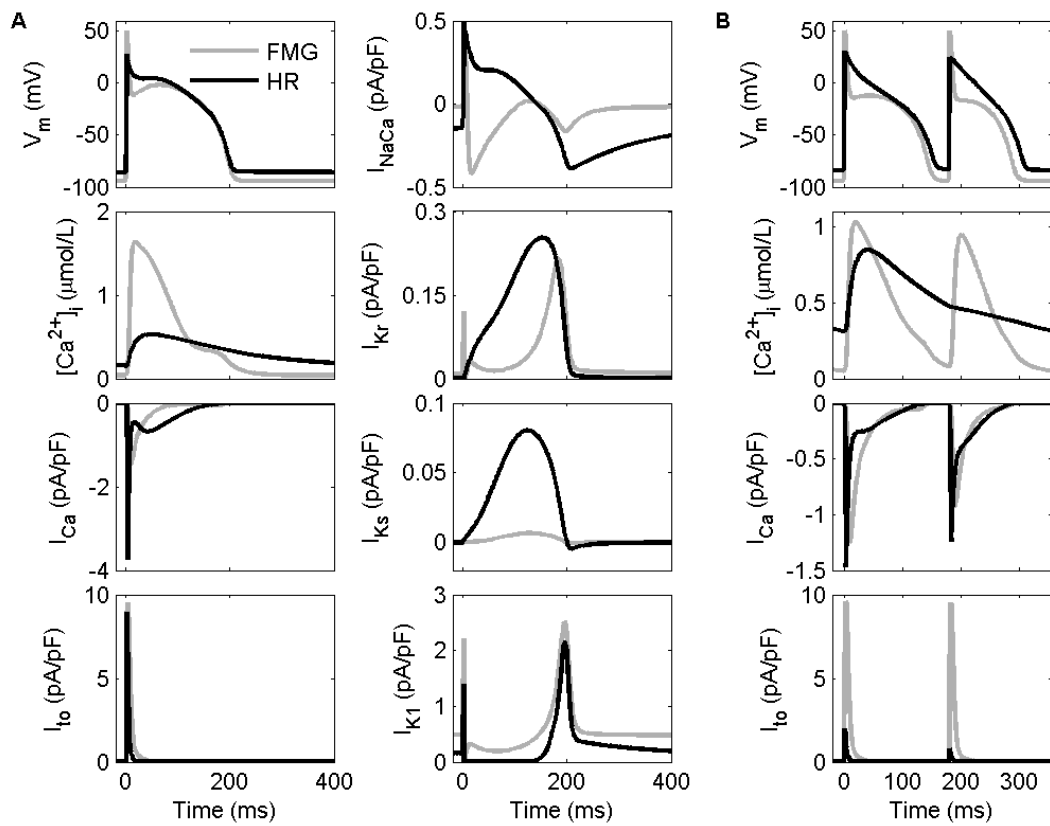 A
B
FMG
HR
50
0
-50
-100
V_m (mV)
0.5
0
-0.5
I_NaCa (pA/pF)
50
0
-50
-100
V_m (mV)
2
1
0
[Ca²⁺]_i (μmol/L)
0.3
0.15
0
I_Kr (pA/pF)
1
0.5
0
[Ca²⁺]_i (μmol/L)
0
-2
-4
I_Ca (pA/pF)
0.1
0.05
0
I_Ks (pA/pF)
0
-0.5
-1
-1.5
I_Ca (pA/pF)
10
5
0
I_to (pA/pF)
0 200 400
Time (ms)
3
2
1
0
I_K1 (pA/pF)
0 200 400
Time (ms)
10
5
0
I_to (pA/pF)
0 100 200 300
Time (ms)